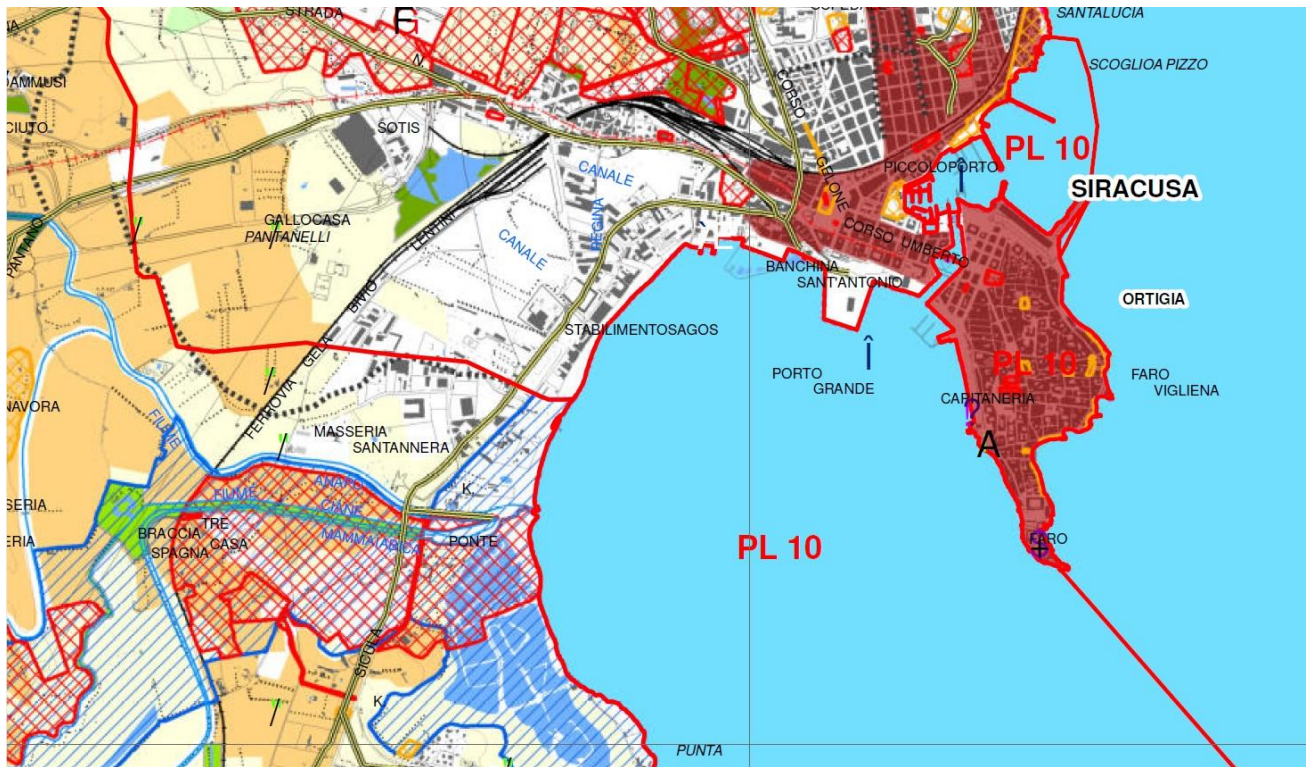 STRADA
SANTALUCIA
F
SCOGLIOA PIZZO
DAMMUSI
N.
CORSO
CIUTO
SOTIS
PL 10
PICCOLOPORTO
GELONE
Î
CANALE
SIRACUSA
GALLOCASA
PANTANELLI
LENTINI
REGINA
CORSO UMBERTO
PANTANO
CANALE
BANCHINA
SANT'ANTONIO
BIVIO
ORTIGIA
STABILIMENTOSAGOS
GELA
Î
PL 10
PORTO
GRANDE
FARO
VIGLIENA
CAPITANERIA
NAVORA
FERROVIA
FIUME
MASSERIA
SANTANNERA
A
ANAPO
K.
FIUME
CIANE
SSERIA
TRE
BRACCIA
CASA
MAMMAIABICA
PONTE
SPAGNA
ERIA
PL 10
FARO
SICULA
K.
PUNTA